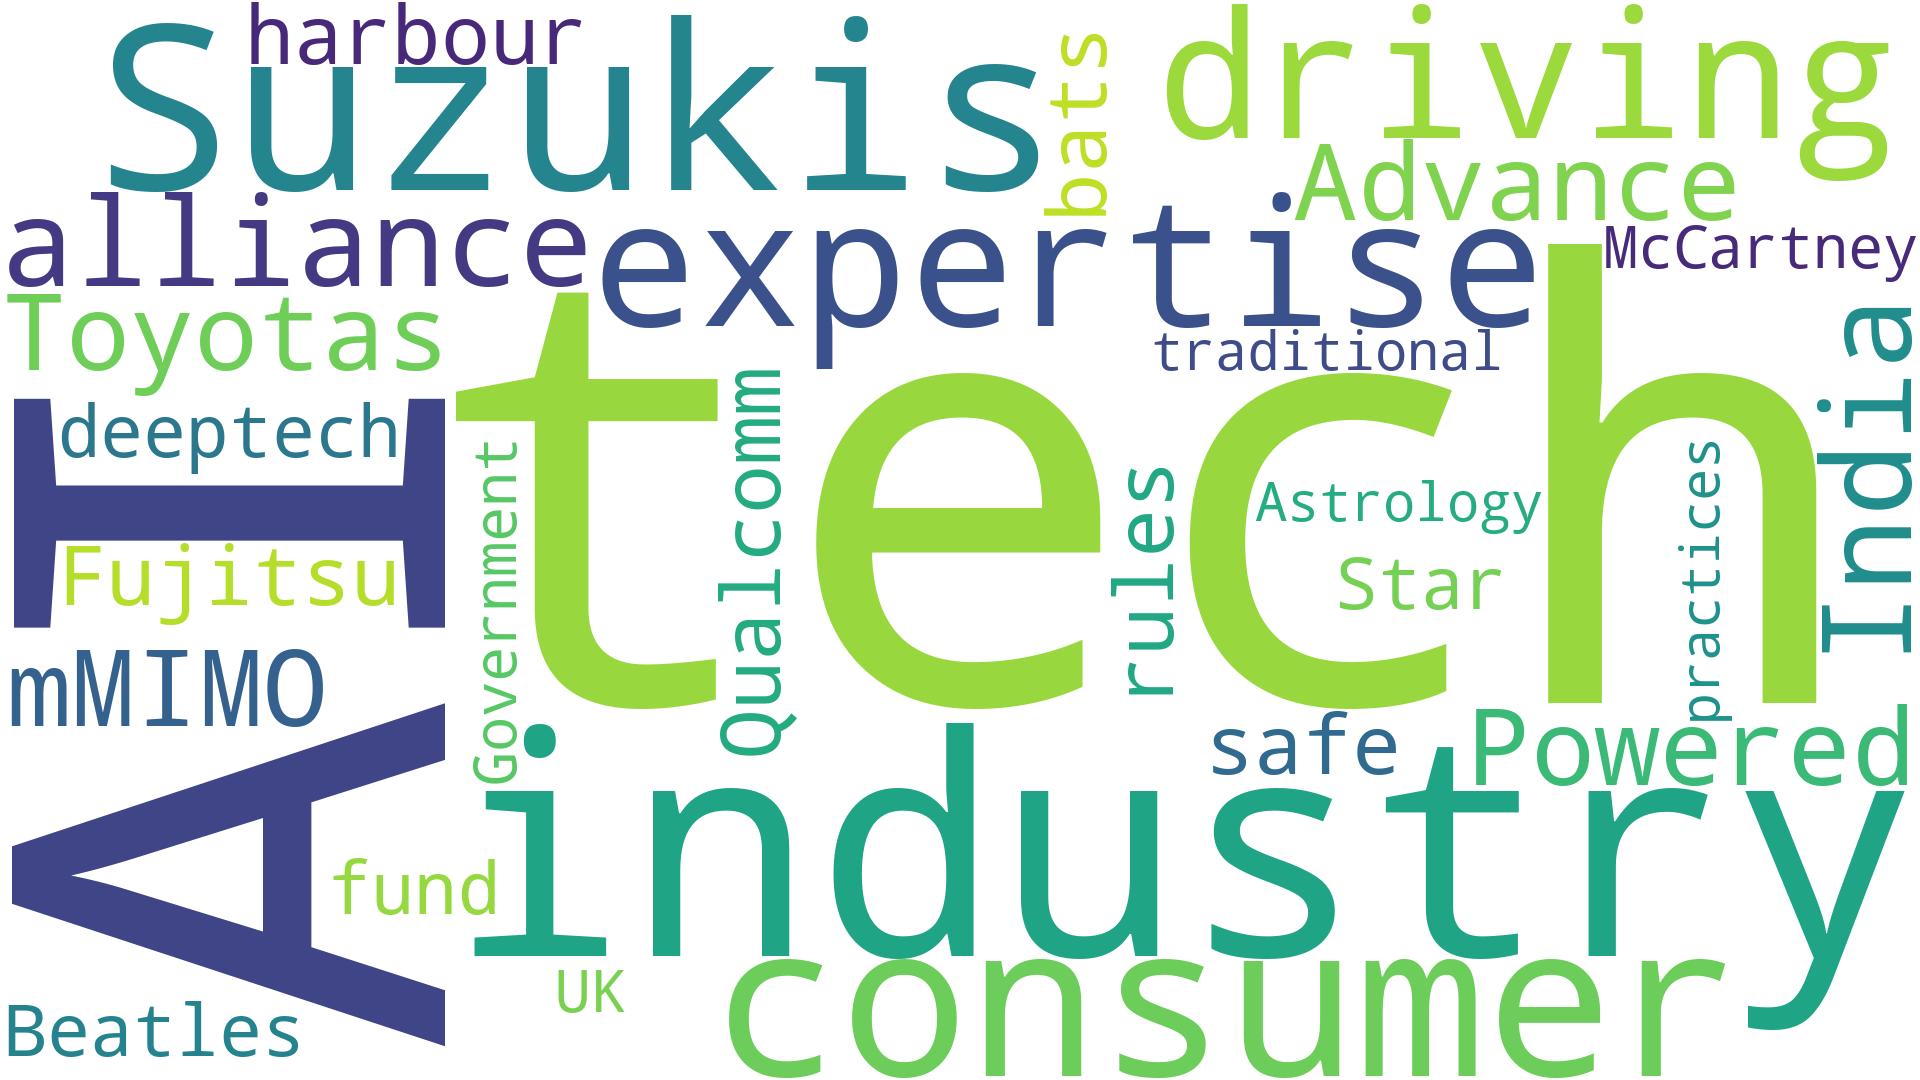 harbour
Suzukis
bats
driving
Advance
alliance
expertise
McCartney
Toyotas
traditional
India
tech
AI
deeptech
Government
Qualcomm
rules
Astrology
practices
Fujitsu
Star
mMIMO
safe
Powered
industry
fund
UK
consumer
Beatles